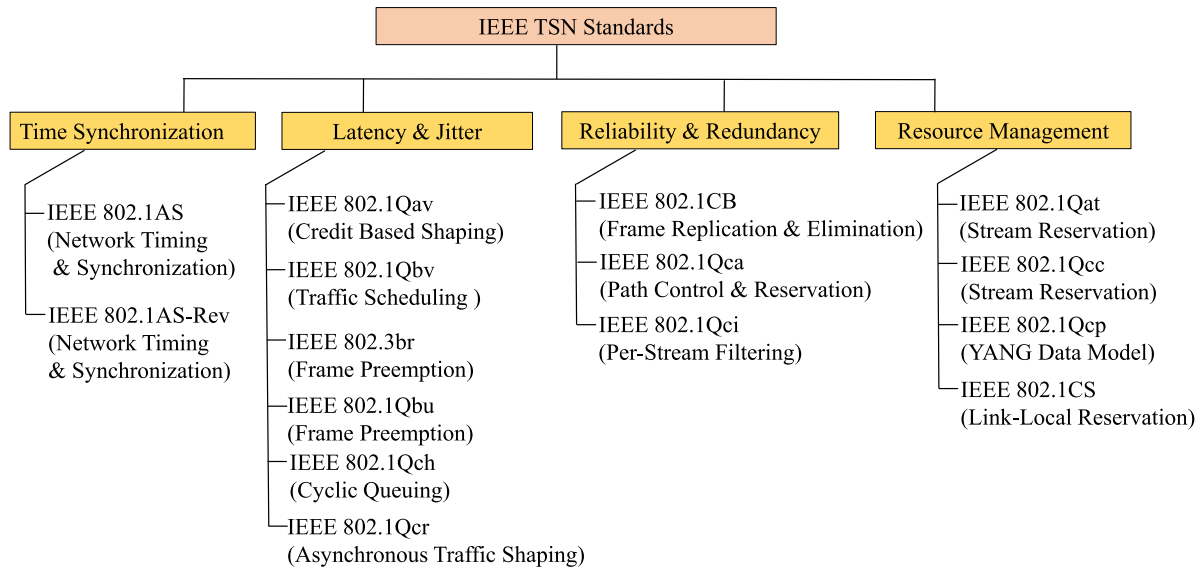 IEEE TSN Standards
Time Synchronization
IEEE 802.1AS
(Network Timing
& Synchronization)
IEEE 802.1AS-Rev
(Network Timing
& Synchronization)
Latency & Jitter
IEEE 802.1Qav
(Credit Based Shaping)
IEEE 802.1Qbv
(Traffic Scheduling )
IEEE 802.3br
(Frame Preemption)
IEEE 802.1Qbu
(Frame Preemption)
IEEE 802.1Qch
(Cyclic Queuing)
IEEE 802.1Qcr
(Asynchronous Traffic Shaping)
Reliability & Redundancy
IEEE 802.1CB
(Frame Replication & Elimination)
IEEE 802.1Qca
(Path Control & Reservation)
IEEE 802.1Qci
(Per-Stream Filtering)
Resource Management
IEEE 802.1Qat
(Stream Reservation)
IEEE 802.1Qcc
(Stream Reservation)
IEEE 802.1Qcp
(YANG Data Model)
IEEE 802.1CS
(Link-Local Reservation)